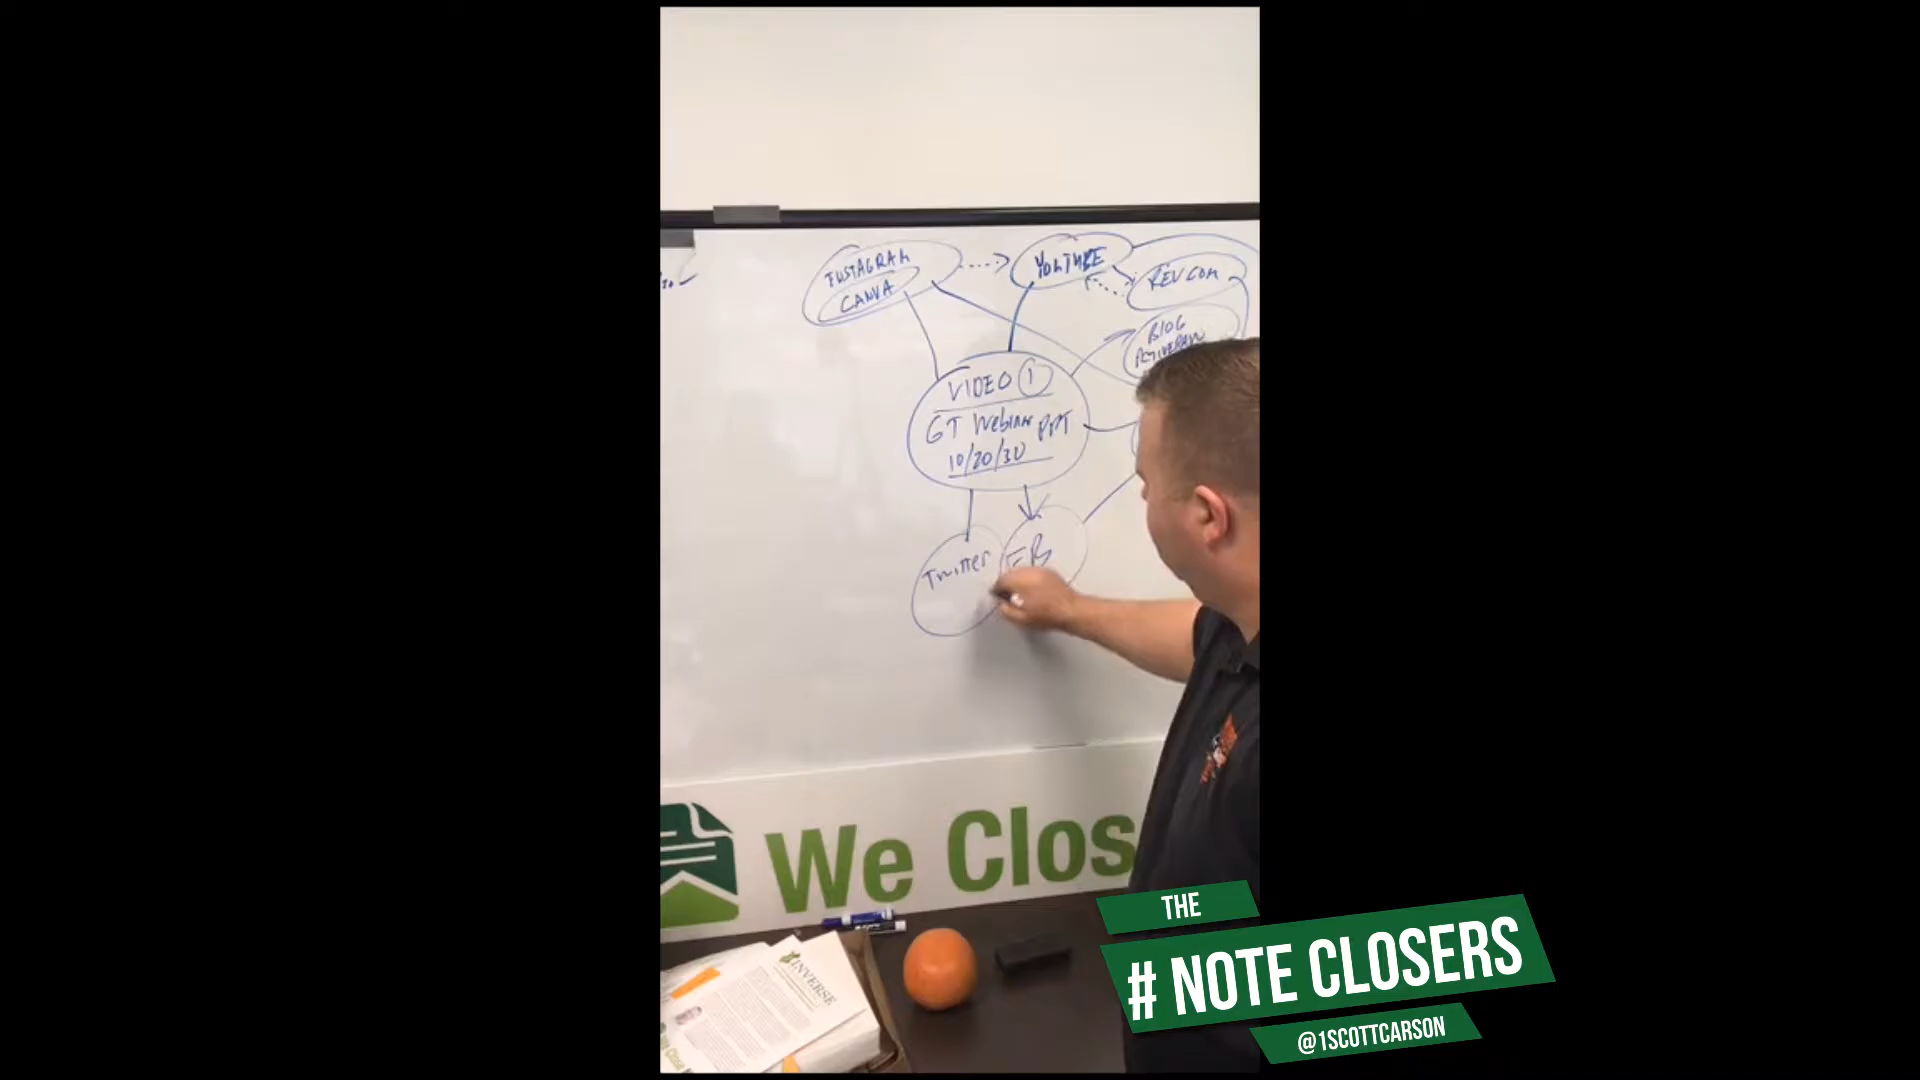 INSTAGRAM
CANVA
YOUTUBE
REV.COM
BLOG
VIDEO 1
GT Webinar PPT
10/20/30
Twitter
FB
We Clos
INVERSE
THE
# NOTE CLOSERS
@1SCOTTCARSON